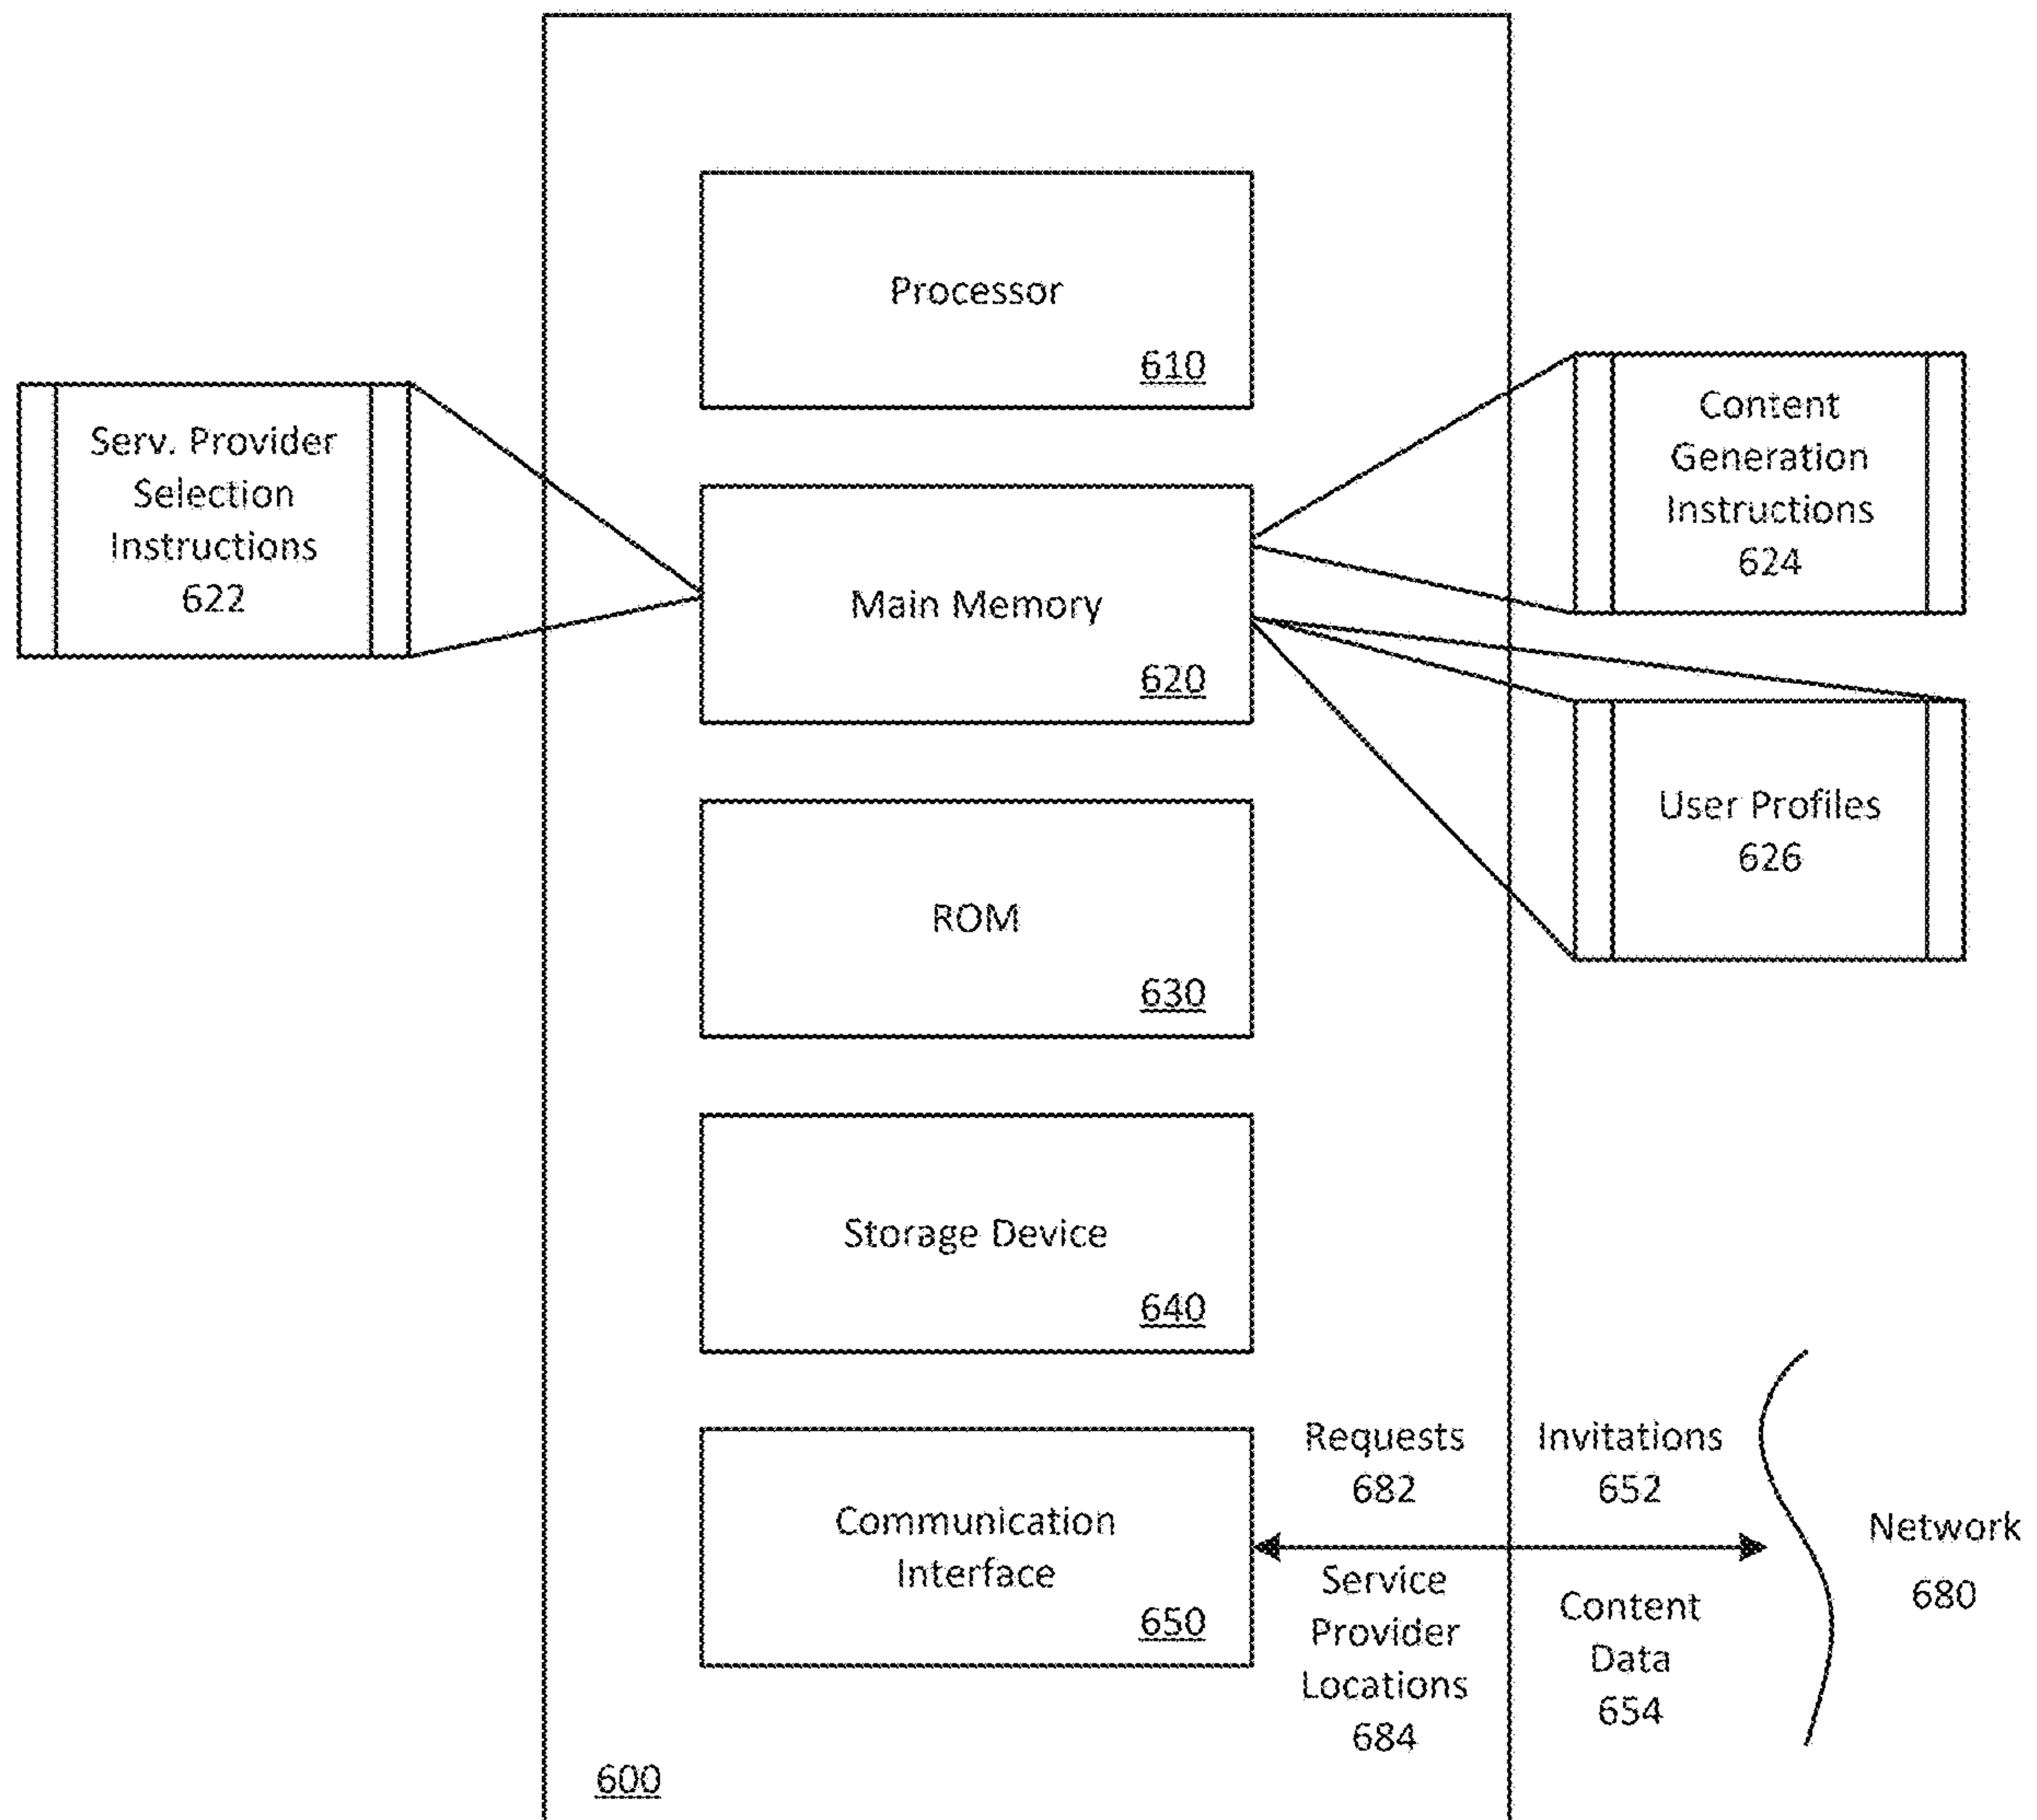 Processor
610
Serv. Provider
Selection
Instructions
622
Content
Generation
Instructions
624
Main Memory
620
User Profiles
626
ROM
630
Storage Device
640
Communication
Interface
650
Requests
682
Invitations
652
Service
Provider
Locations
684
Content
Data
654
Network
680
600